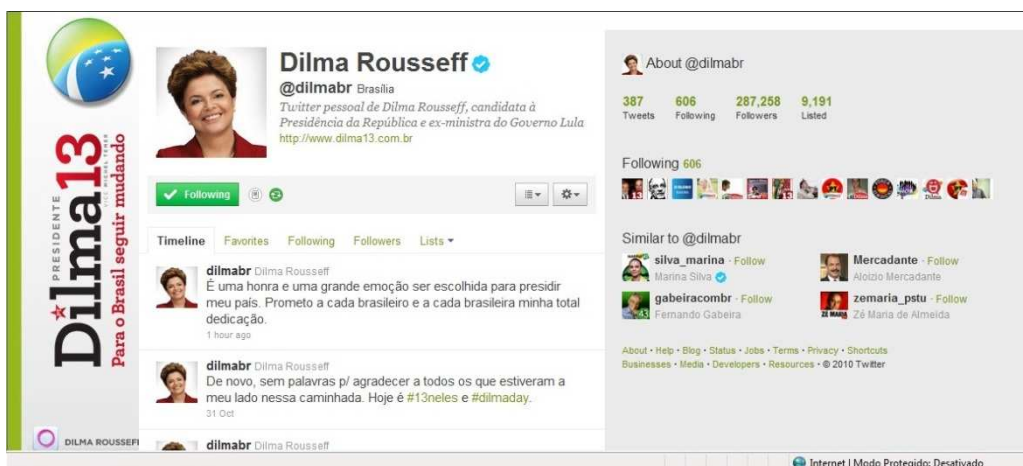 PRESIDENTE
Dilma13
VICE MICHEL TEMER
Para o Brasil seguir mudando
DILMA ROUSSEF
Dilma Rousseff
@dilmabr Brasília
Twitter pessoal de Dilma Rousseff, candidata à
Presidência da República e ex-ministra do Governo Lula
http://www.dilma13.com.br
Following
Timeline Favorites Following Followers Lists
dilmabr Dilma Rousseff
É uma honra e uma grande emoção ser escolhida para presidir
meu país. Prometo a cada brasileiro e a cada brasileira minha total
dedicação.
1 hour ago
dilmabr Dilma Rousseff
De novo, sem palavras p/ agradecer a todos os que estiveram a
meu lado nessa caminhada. Hoje é #13neles e #dilmaday.
31 Oct
dilmabr Dilma Rousseff
About @dilmabr
387 606 287,258 9,191
Tweets Following Followers Listed
Following 606
Similar to @dilmabr
silva_marina · Follow
Marina Silva
Mercadante · Follow
Aloizio Mercadante
gabeiracombr · Follow
Fernando Gabeira
zemaria_pstu · Follow
Zé Maria de Almeida
About · Help · Blog · Status · Jobs · Terms · Privacy · Shortcuts
Businesses · Media · Developers · Resources · © 2010 Twitter
Internet | Modo Protegido: Desativado